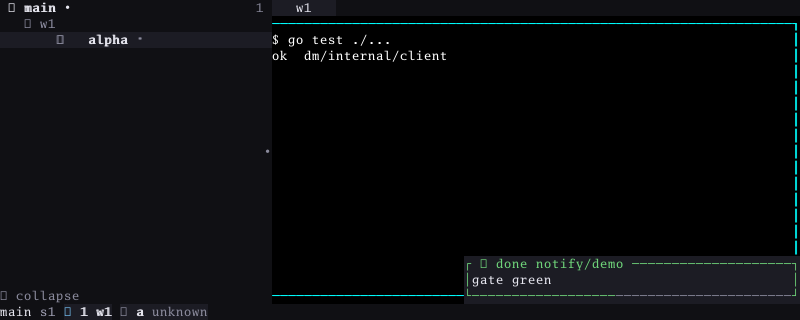 main • 1
w1
alpha •
w1
$ go test ./...
ok  dm/internal/client
done notify/demo
gate green
collapse
main s1 1 w1 a unknown